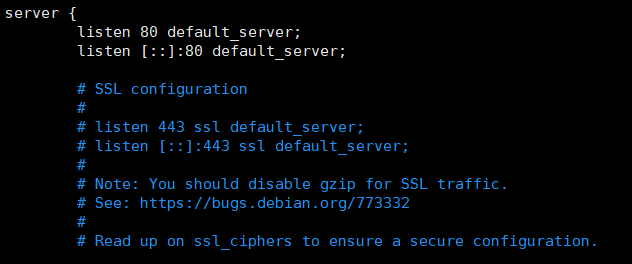 server {
listen 80 default_server;
listen [::]:80 default_server;
# SSL configuration
#
# listen 443 ssl default_server;
# listen [::]:443 ssl default_server;
#
# Note: You should disable gzip for SSL traffic.
# See: https://bugs.debian.org/773332
#
# Read up on ssl_ciphers to ensure a secure configuration.